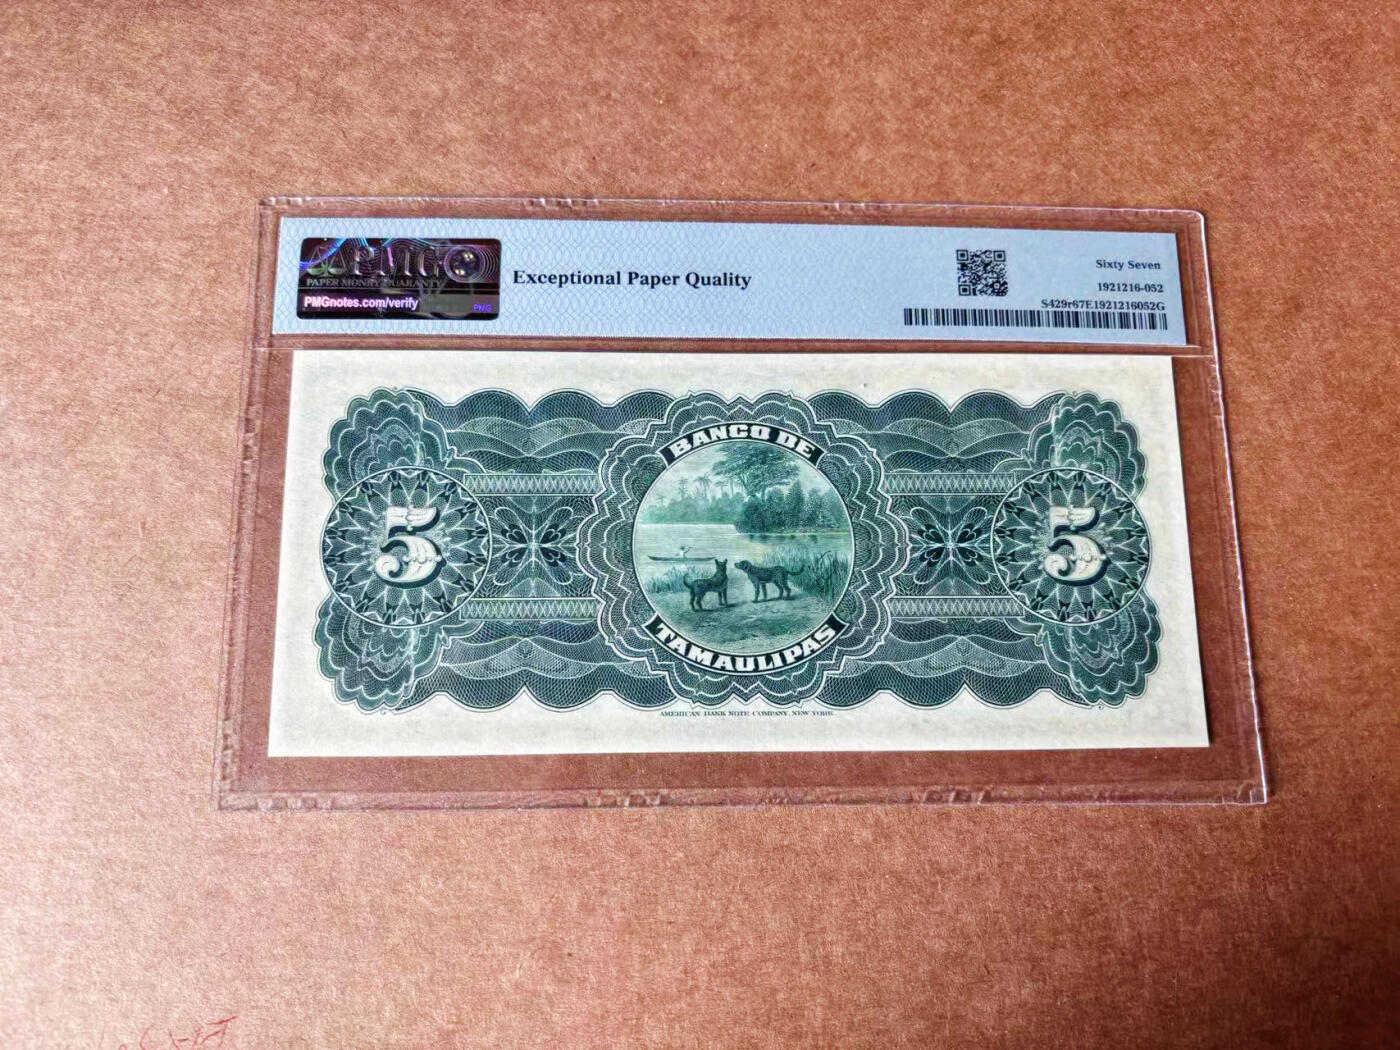 PMG
PAPER MONEY GUARANTY
PMGnotes.com/verify
PNG
Exceptional Paper Quality
Sixty Seven
1921216-052
S429r67E1921216052G
BANCO DE
5
5
TAMAULIPAS
AMERICAN BANK NOTE COMPANY, NEW YORK.